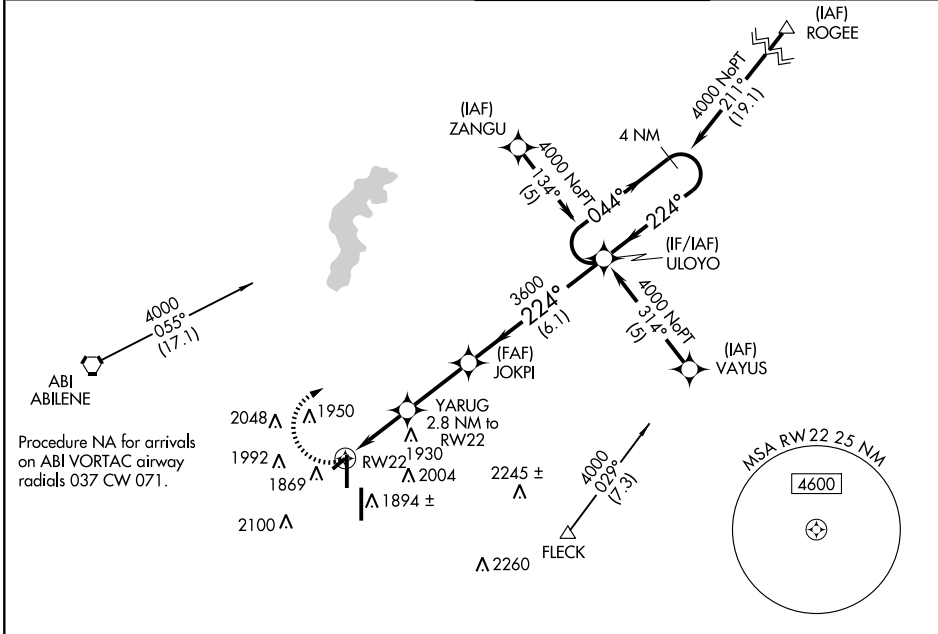 (IAF)
ROGEE
4000 NoPT
211°
(19.1)
(IAF)
ZANGU
4000 NoPT
134°
(5)
4 NM
044°
224°
(IF/IAF)
ULOYO
3600
224°
(6.1)
4000 NoPT
314°
(5)
(IAF)
VAYUS
4000
055°
(17.1)
ABI
ABILENE
(FAF)
JOKPI
YARUG
2.8 NM to
RW22
2048
1950
1930
RW22
1992
1869
2004
1894 ±
2245 ±
2100
2260
4000
029°
(7.3)
FLECK
Procedure NA for arrivals
on ABI VORTAC airway
radials 037 CW 071.
MSA RW 22 25 NM
4600